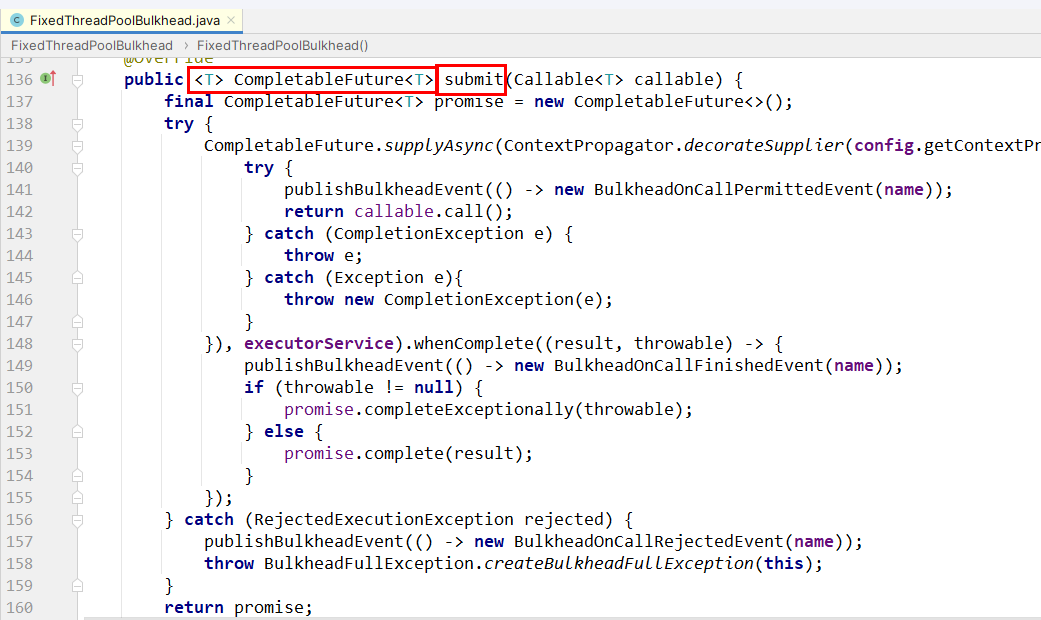 FixedThreadPoolBulkhead.java
FixedThreadPoolBulkhead > FixedThreadPoolBulkhead()
135 @Override
136 public <T> CompletableFuture<T> submit(Callable<T> callable) {
137 final CompletableFuture<T> promise = new CompletableFuture<>();
138 try {
139 CompletableFuture.supplyAsync(ContextPropagator.decorateSupplier(config.getContextPr
140 try {
141 publishBulkheadEvent(() -> new BulkheadOnCallPermittedEvent(name));
142 return callable.call();
143 } catch (CompletionException e) {
144 throw e;
145 } catch (Exception e){
146 throw new CompletionException(e);
147 }
148 }), executorService).whenComplete((result, throwable) -> {
149 publishBulkheadEvent(() -> new BulkheadOnCallFinishedEvent(name));
150 if (throwable != null) {
151 promise.completeExceptionally(throwable);
152 } else {
153 promise.complete(result);
154 }
155 });
156 } catch (RejectedExecutionException rejected) {
157 publishBulkheadEvent(() -> new BulkheadOnCallRejectedEvent(name));
158 throw BulkheadFullException.createBulkheadFullException(this);
159 }
160 return promise;